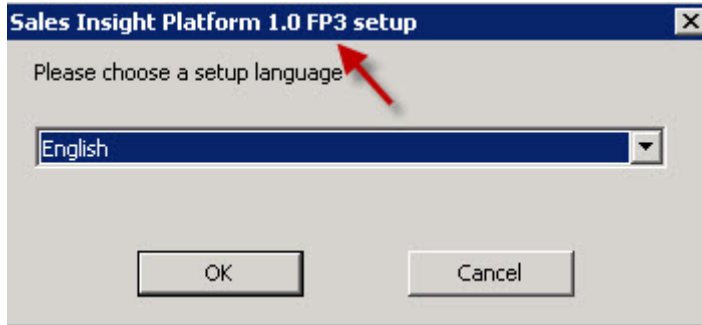 Sales Insight Platform 1.0 FP3 setup
Please choose a setup language
English
OK
Cancel